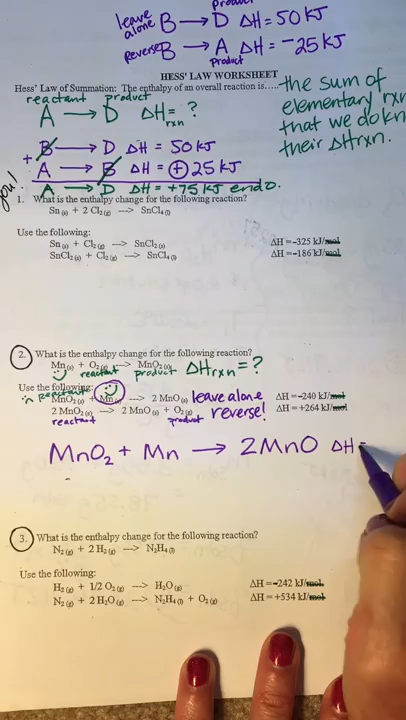 product
leave alone B → D ΔH = 50 KJ
reverse B → A ΔH = -25 KJ
product
HESS' LAW WORKSHEET
Hess' Law of Summation: The enthalpy of an overall reaction is….. the sum of elementary rxn that we do kn their ΔHrxn.
reactant product
A → D ΔHrxn = ?
+ B → D ΔH = 50 KJ
A → B ΔH = + 25 KJ
A → D ΔH = +75 KJ endo.
you!
1. What is the enthalpy change for the following reaction?
Sn (s) + 2 Cl2 (g) --> SnCl4 (l)
Use the following:
Sn (s) + Cl2 (g) --> SnCl2 (s) ΔH = -325 kJ/mol
SnCl2 (s) + Cl2 (g) --> SnCl4 (l) ΔH = -186 kJ/mol
2. What is the enthalpy change for the following reaction?
Mn (s) + O2 (g) --> MnO2 (s) ΔHrxn = ?
reactant product
Use the following:
reactant
MnO2 (s) + Mn (s) --> 2 MnO (s) leave alone ΔH = -240 kJ/mol
2 MnO2 (s) --> 2 MnO (s) + O2 (g) reverse! ΔH = +264 kJ/mol
reactant product
MnO2 + Mn → 2MnO ΔH =
3. What is the enthalpy change for the following reaction?
N2 (g) + 2 H2 (g) --> N2H4 (l)
Use the following:
H2 (g) + 1/2 O2 (g) --> H2O (g) ΔH = -242 kJ/mol
N2 (g) + 2 H2O (g) --> N2H4 (l) + O2 (g) ΔH = +534 kJ/mol